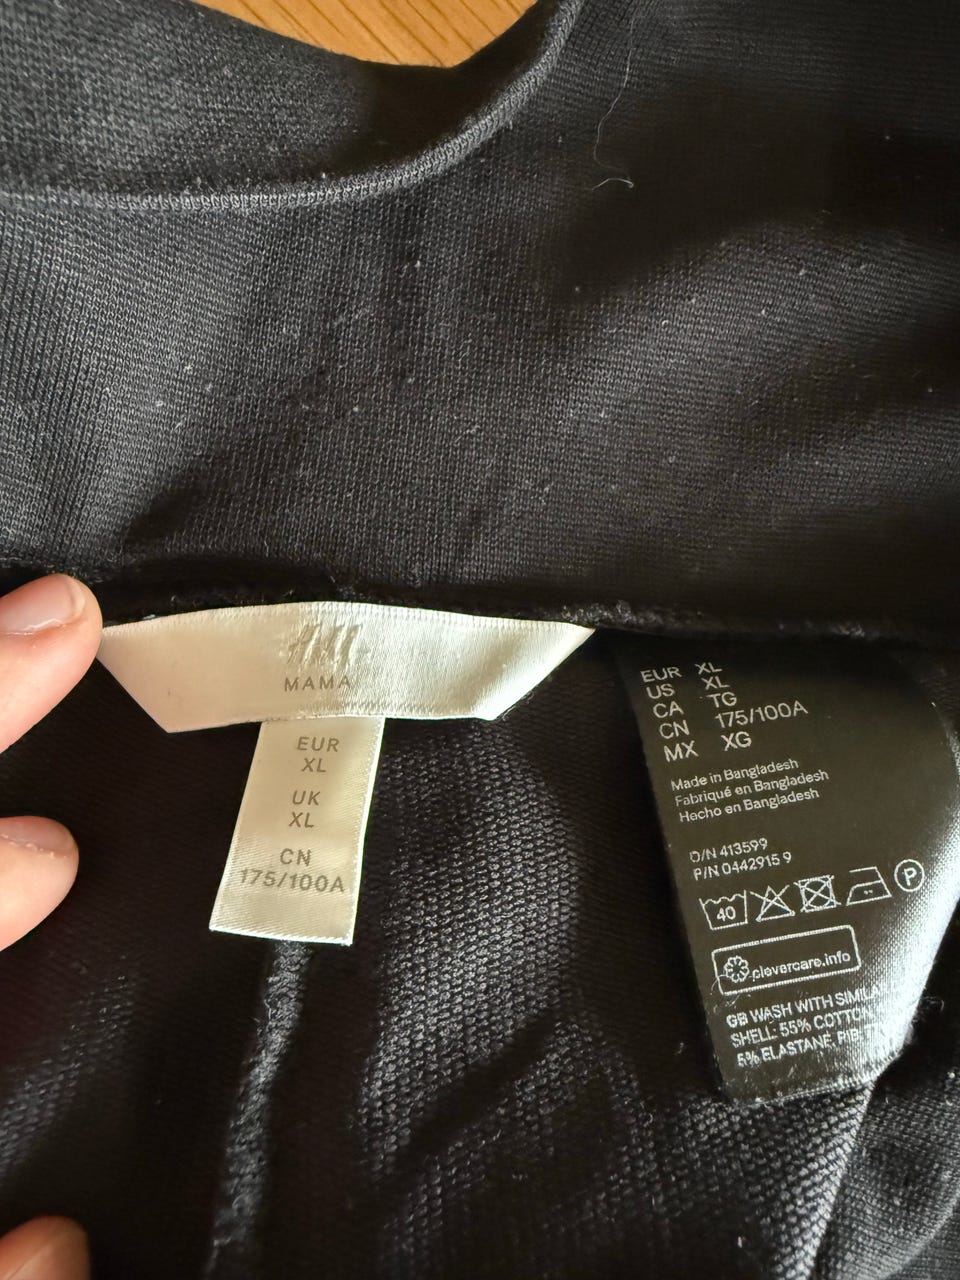 H&M
MAMA
EUR
XL
UK
XL
CN
175/100A
EUR XL
US XL
CA TG
CN 175/100A
MX XG
Made in Bangladesh
Fabriqué en Bangladesh
Hecho en Bangladesh
O/N 413599
P/N 0442915 9
40
P
clevercare.info
GB WASH WITH
SHELL: 55% COTTON
5% ELASTANE, RIB